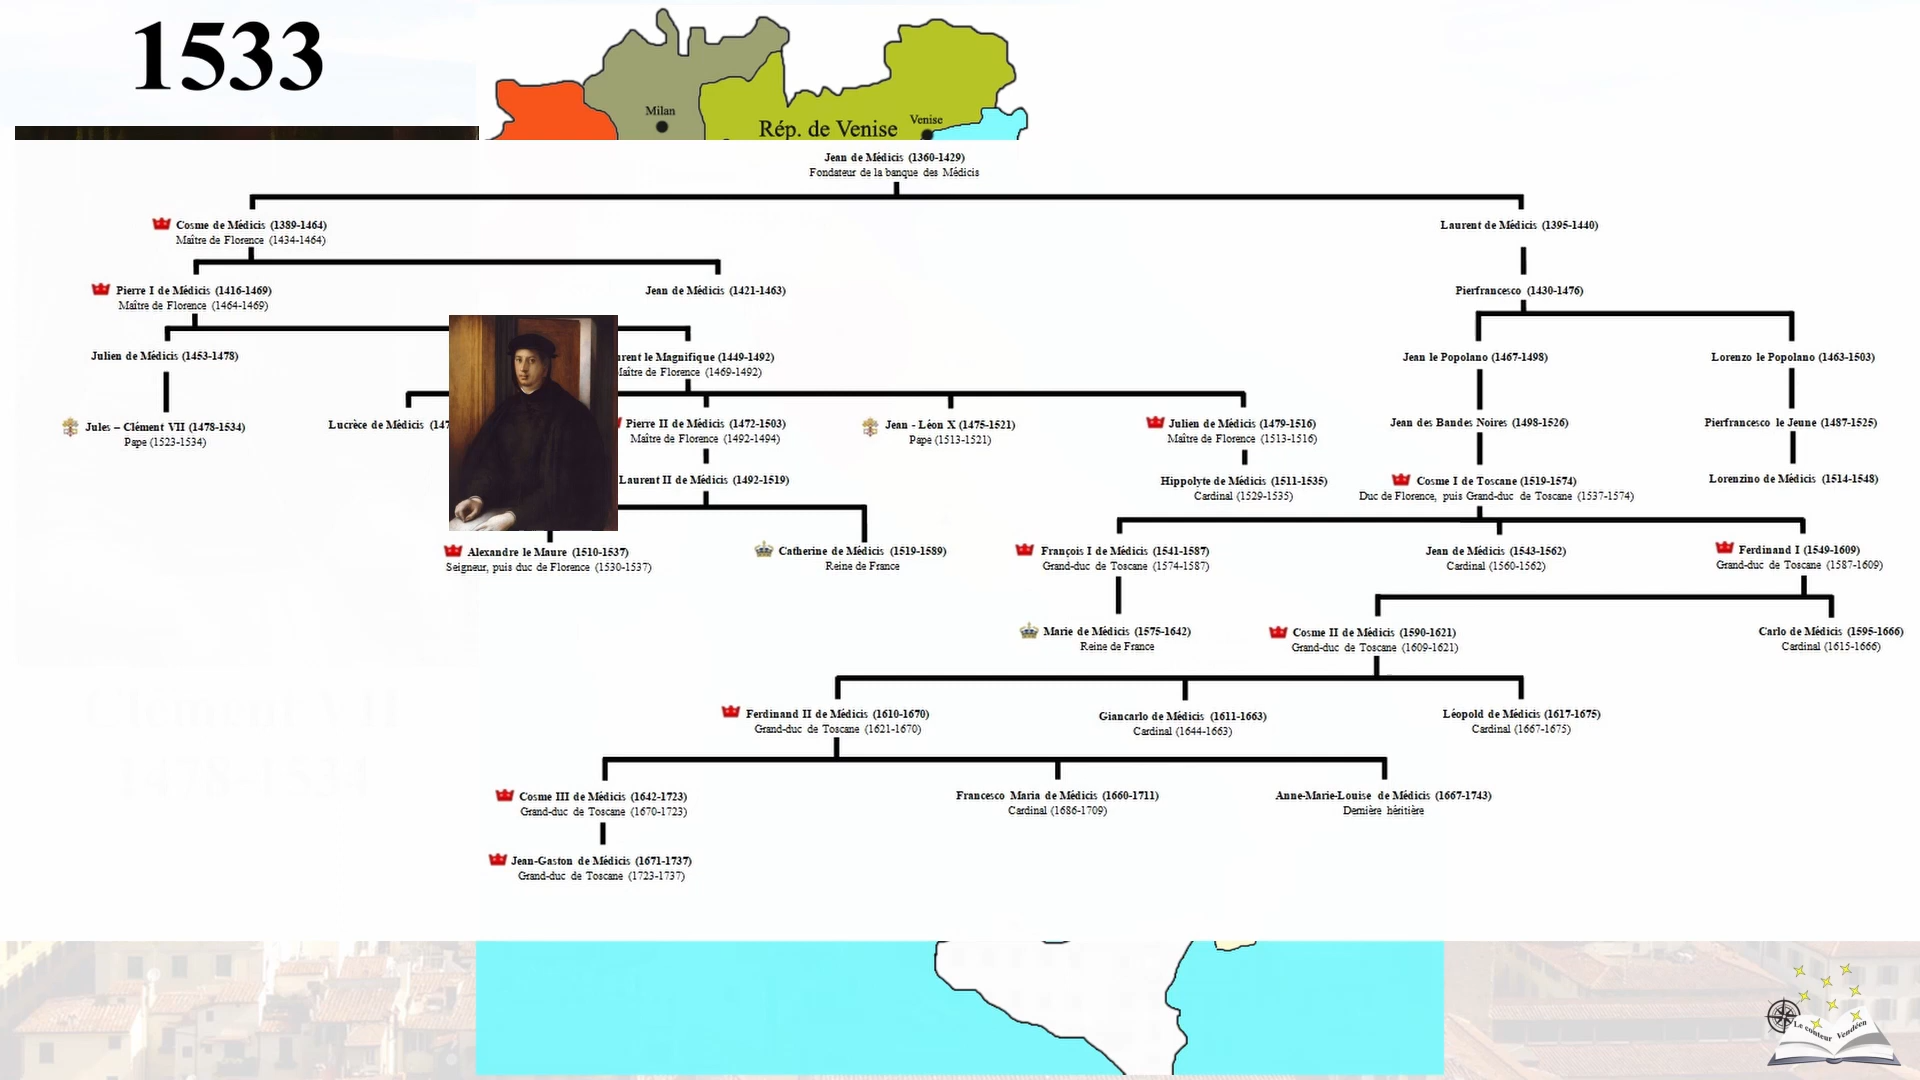 1533
Milan
Rép. de Venise
Venise
Jean de Médicis (1360-1429)
Fondateur de la banque des Médicis
Cosme de Médicis (1389-1464)
Maître de Florence (1434-1464)
Laurent de Médicis (1395-1440)
Pierre I de Médicis (1416-1469)
Maître de Florence (1464-1469)
Jean de Médicis (1421-1463)
Pierfrancesco (1430-1476)
Julien de Médicis (1453-1478)
urent le Magnifique (1449-1492)
Maître de Florence (1469-1492)
Jean le Popolano (1467-1498)
Lorenzo le Popolano (1463-1503)
Jules – Clément VII (1478-1534)
Pape (1523-1534)
Lucrèce de Médicis (147
Pierre II de Médicis (1472-1503)
Maître de Florence (1492-1494)
Jean - Léon X (1475-1521)
Pape (1513-1521)
Julien de Médicis (1479-1516)
Maître de Florence (1513-1516)
Jean des Bandes Noires (1498-1526)
Pierfrancesco le Jeune (1487-1525)
Laurent II de Médicis (1492-1519)
Hippolyte de Médicis (1511-1535)
Cardinal (1529-1535)
Cosme I de Toscane (1519-1574)
Duc de Florence, puis Grand-duc de Toscane (1537-1574)
Lorenzino de Médicis (1514-1548)
Alexandre le Maure (1510-1537)
Seigneur, puis duc de Florence (1530-1537)
Catherine de Médicis (1519-1589)
Reine de France
François I de Médicis (1541-1587)
Grand-duc de Toscane (1574-1587)
Jean de Médicis (1543-1562)
Cardinal (1560-1562)
Ferdinand I (1549-1609)
Grand-duc de Toscane (1587-1609)
Marie de Médicis (1575-1642)
Reine de France
Cosme II de Médicis (1590-1621)
Grand-duc de Toscane (1609-1621)
Carlo de Médicis (1595-1666)
Cardinal (1615-1666)
Clément VII
1478-1534
Ferdinand II de Médicis (1610-1670)
Grand-duc de Toscane (1621-1670)
Giancarlo de Médicis (1611-1663)
Cardinal (1644-1663)
Léopold de Médicis (1617-1675)
Cardinal (1667-1675)
Cosme III de Médicis (1642-1723)
Grand-duc de Toscane (1670-1723)
Francesco Maria de Médicis (1660-1711)
Cardinal (1686-1709)
Anne-Marie-Louise de Médicis (1667-1743)
Dernière héritière
Jean-Gaston de Médicis (1671-1737)
Grand-duc de Toscane (1723-1737)
Le conteur Vendéen